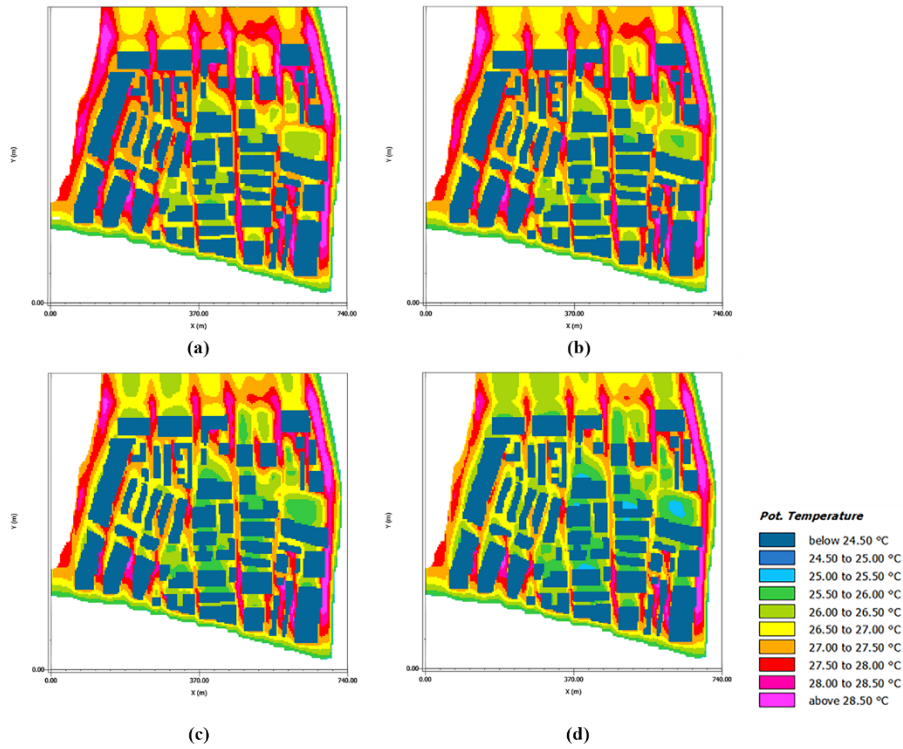 Y (m)
0.00
0.00
370.00
740.00
X (m)
(a)
Y (m)
0.00
0.00
370.00
740.00
X (m)
(b)
Y (m)
0.00
0.00
370.00
740.00
X (m)
(c)
Y (m)
0.00
0.00
370.00
740.00
X (m)
(d)
Pot. Temperature
below 24.50 °C
24.50 to 25.00 °C
25.00 to 25.50 °C
25.50 to 26.00 °C
26.00 to 26.50 °C
26.50 to 27.00 °C
27.00 to 27.50 °C
27.50 to 28.00 °C
28.00 to 28.50 °C
above 28.50 °C